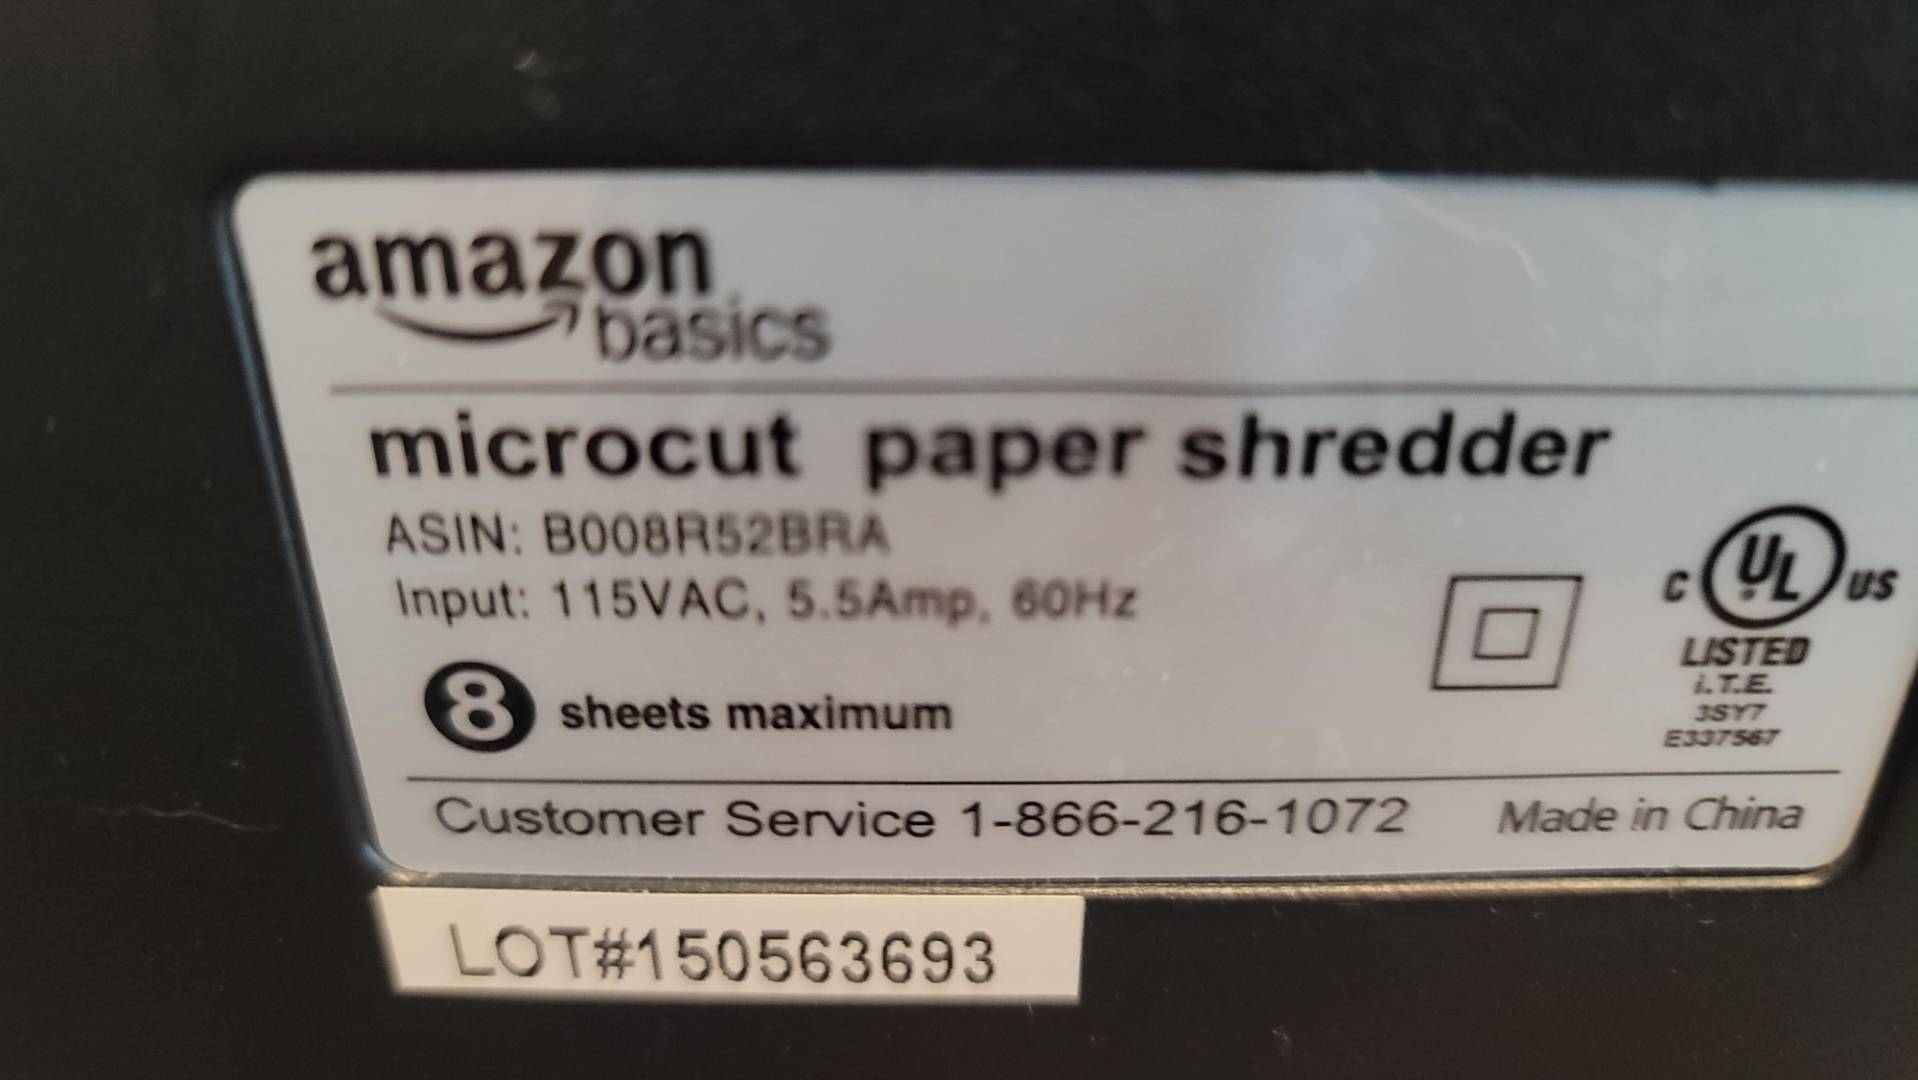 amazon
basics
microcut paper shredder
ASIN: B008R52BRA
Input: 115VAC, 5.5Amp, 60Hz
8 sheets maximum
C UL US
LISTED
I.T.E.
3SY7
E337567
Customer Service 1-866-216-1072 Made in China
LOT#150563693